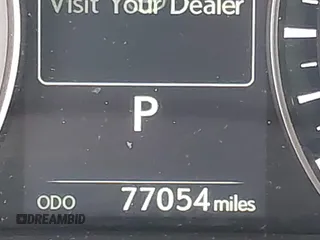 Visit Your Dealer
P
ODO 77054 miles
DREAMBID